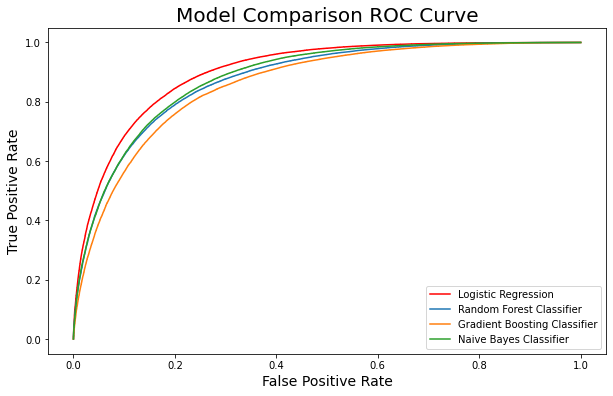 Model Comparison ROC Curve
True Positive Rate
1.0
0.8
0.6
0.4
0.2
0.0
Logistic Regression
Random Forest Classifier
Gradient Boosting Classifier
Naive Bayes Classifier
0.0 0.2 0.4 0.6 0.8 1.0
False Positive Rate